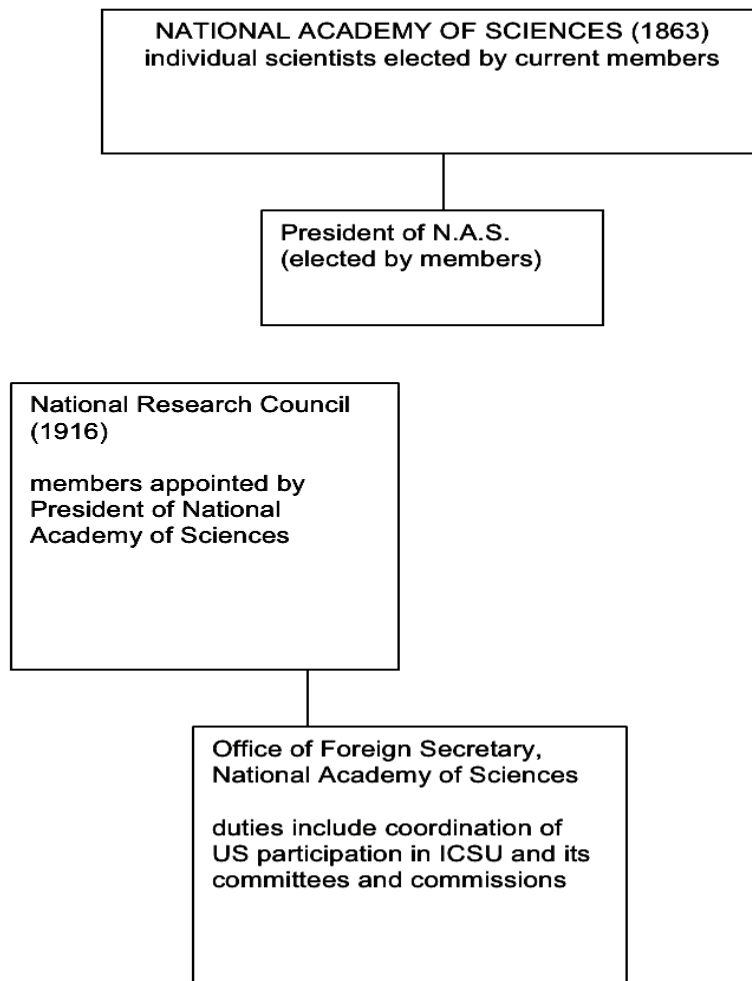 NATIONAL ACADEMY OF SCIENCES (1863)
individual scientists elected by current members
President of N.A.S.
(elected by members)
National Research Council
(1916)
members appointed by
President of National
Academy of Sciences
Office of Foreign Secretary,
National Academy of Sciences
duties include coordination of
US participation in ICSU and its
committees and commissions